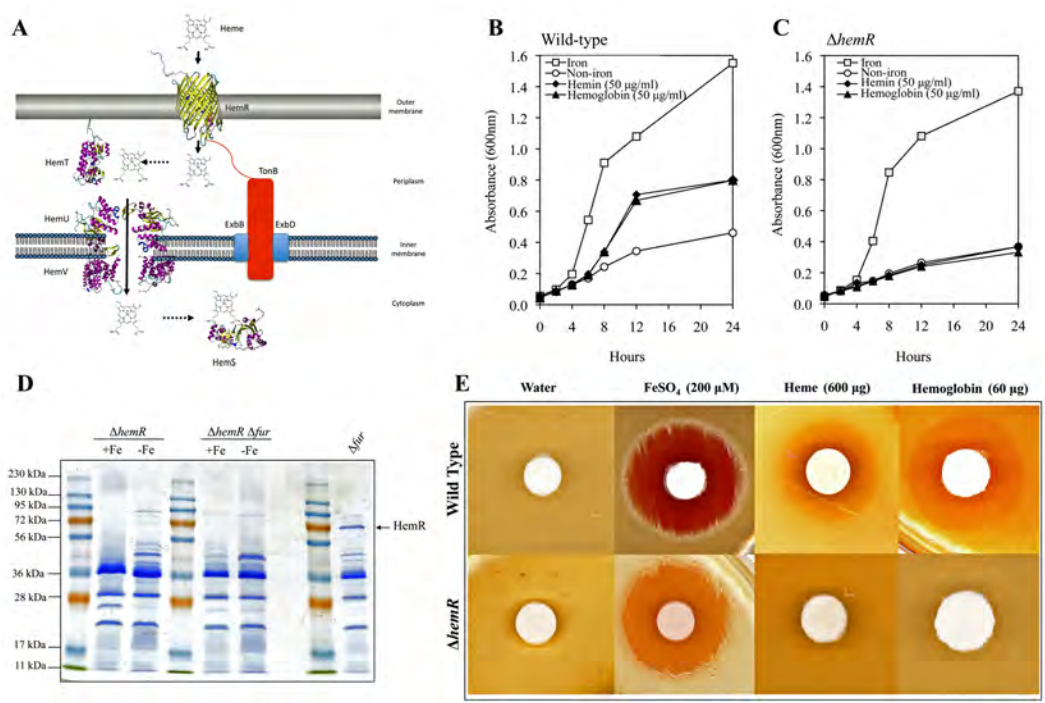 A
Heme
HemR
Outer
membrane
HemT
TonB
Periplasm
HemU
ExbB
ExbD
Inner
membrane
HemV
Cytoplasm
HemS
B
Wild-type
Iron
Non-iron
Hemin (50 µg/ml)
Hemoglobin (50 µg/ml)
Absorbance (600nm)
1.6
1.4
1.2
1.0
0.8
0.6
0.4
0.2
0.0
0 4 8 12 16 20 24
Hours
C
ΔhemR
Iron
Non-iron
Hemin (50 µg/ml)
Hemoglobin (50 µg/ml)
Absorbance (600nm)
1.6
1.4
1.2
1.0
0.8
0.6
0.4
0.2
0.0
0 4 8 12 16 20 24
Hours
D
ΔhemR
ΔhemR Δfur
Δfur
+Fe -Fe +Fe -Fe
230 kDa
130 kDa
95 kDa
72 kDa
56 kDa
36 kDa
28 kDa
17 kDa
11 kDa
HemR
E
Water FeSO₄ (200 µM) Heme (600 µg) Hemoglobin (60 µg)
Wild Type
ΔhemR